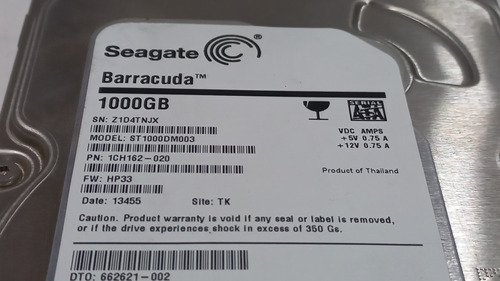 Seagate
Barracuda™
1000GB
SN: Z1D4TNJX
MODEL: ST1000DM003
PN: 1CH162-020
FW: HP33
Date: 13455 Site: TK
SERIAL
SATA
VDC AMPS
+5V 0.75 A
+12V 0.75 A
Product of Thailand
Caution. Product warranty is void if any seal or label is removed,
or if the drive experiences shock in excess of 350 Gs.
DTO: 662621-002